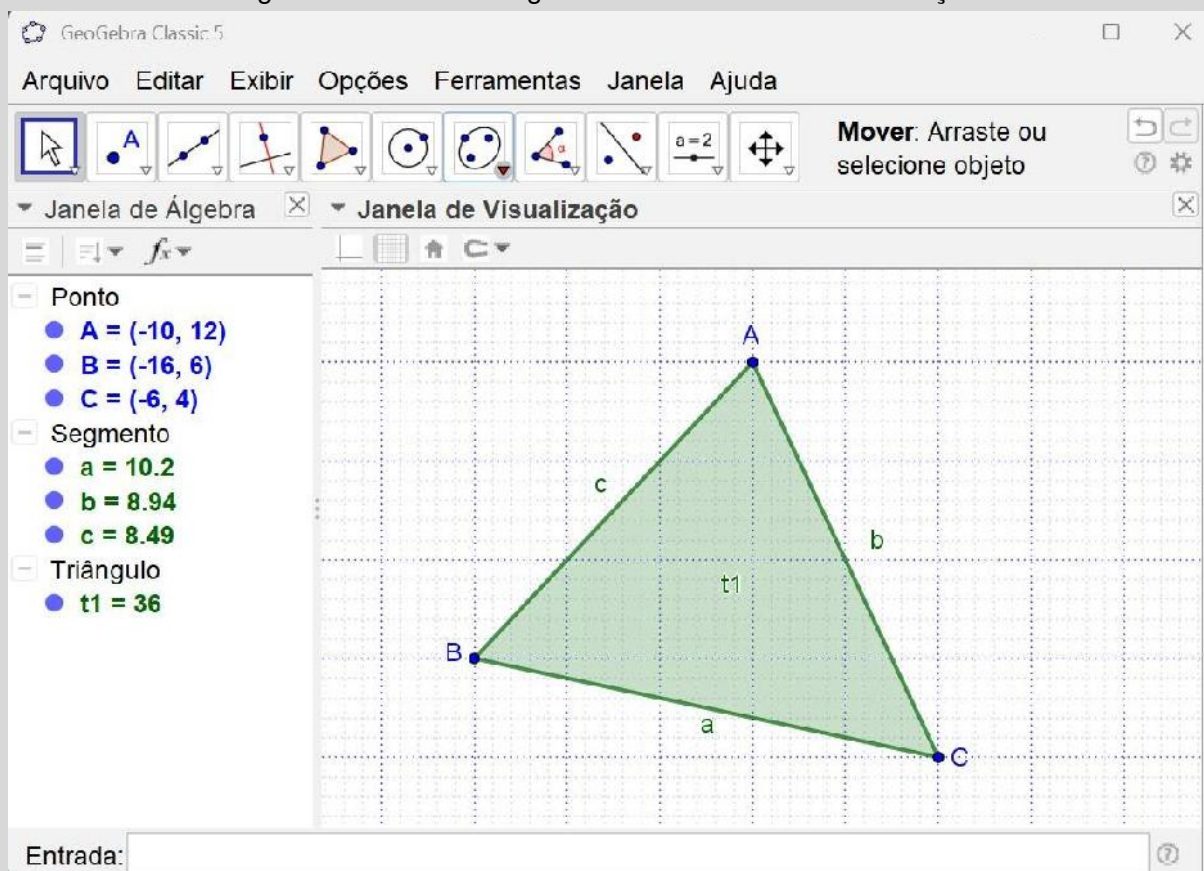 GeoGebra Classic 5
Arquivo Editar Exibir Opções Ferramentas Janela Ajuda
A
α
a=2
Mover: Arraste ou
selecione objeto
Janela de Álgebra
Janela de Visualização
fx
Ponto
A = (-10, 12)
B = (-16, 6)
C = (-6, 4)
Segmento
a = 10.2
b = 8.94
c = 8.49
Triângulo
t1 = 36
A
c
b
t1
B
a
C
Entrada: